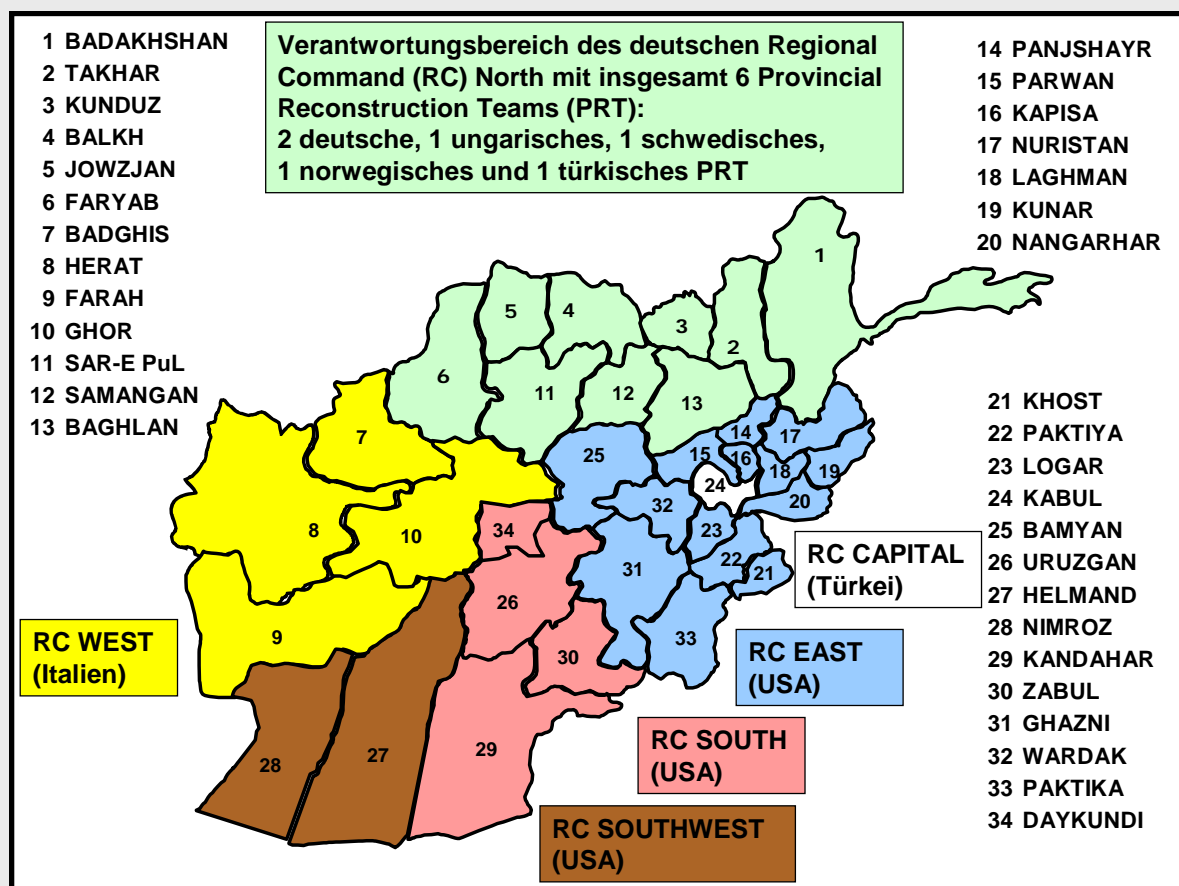 1 BADAKHSHAN
2 TAKHAR
3 KUNDUZ
4 BALKH
5 JOWZJAN
6 FARYAB
7 BADGHIS
8 HERAT
9 FARAH
10 GHOR
11 SAR-E PuL
12 SAMANGAN
13 BAGHLAN
Verantwortungsbereich des deutschen Regional
Command (RC) North mit insgesamt 6 Provincial
Reconstruction Teams (PRT):
2 deutsche, 1 ungarisches, 1 schwedisches,
1 norwegisches und 1 türkisches PRT
14 PANJSHAYR
15 PARWAN
16 KAPISA
17 NURISTAN
18 LAGHMAN
19 KUNAR
20 NANGARHAR
21 KHOST
22 PAKTIYA
23 LOGAR
24 KABUL
25 BAMYAN
26 URUZGAN
27 HELMAND
28 NIMROZ
29 KANDAHAR
30 ZABUL
31 GHAZNI
32 WARDAK
33 PAKTIKA
34 DAYKUNDI
1
5
4
3
2
6
11
12
13
7
14
17
25
15
16
18
19
24
32
20
8
10
34
23
22
21
31
26
9
33
30
28
27
29
RC CAPITAL
(Türkei)
RC WEST
(Italien)
RC EAST
(USA)
RC SOUTH
(USA)
RC SOUTHWEST
(USA)